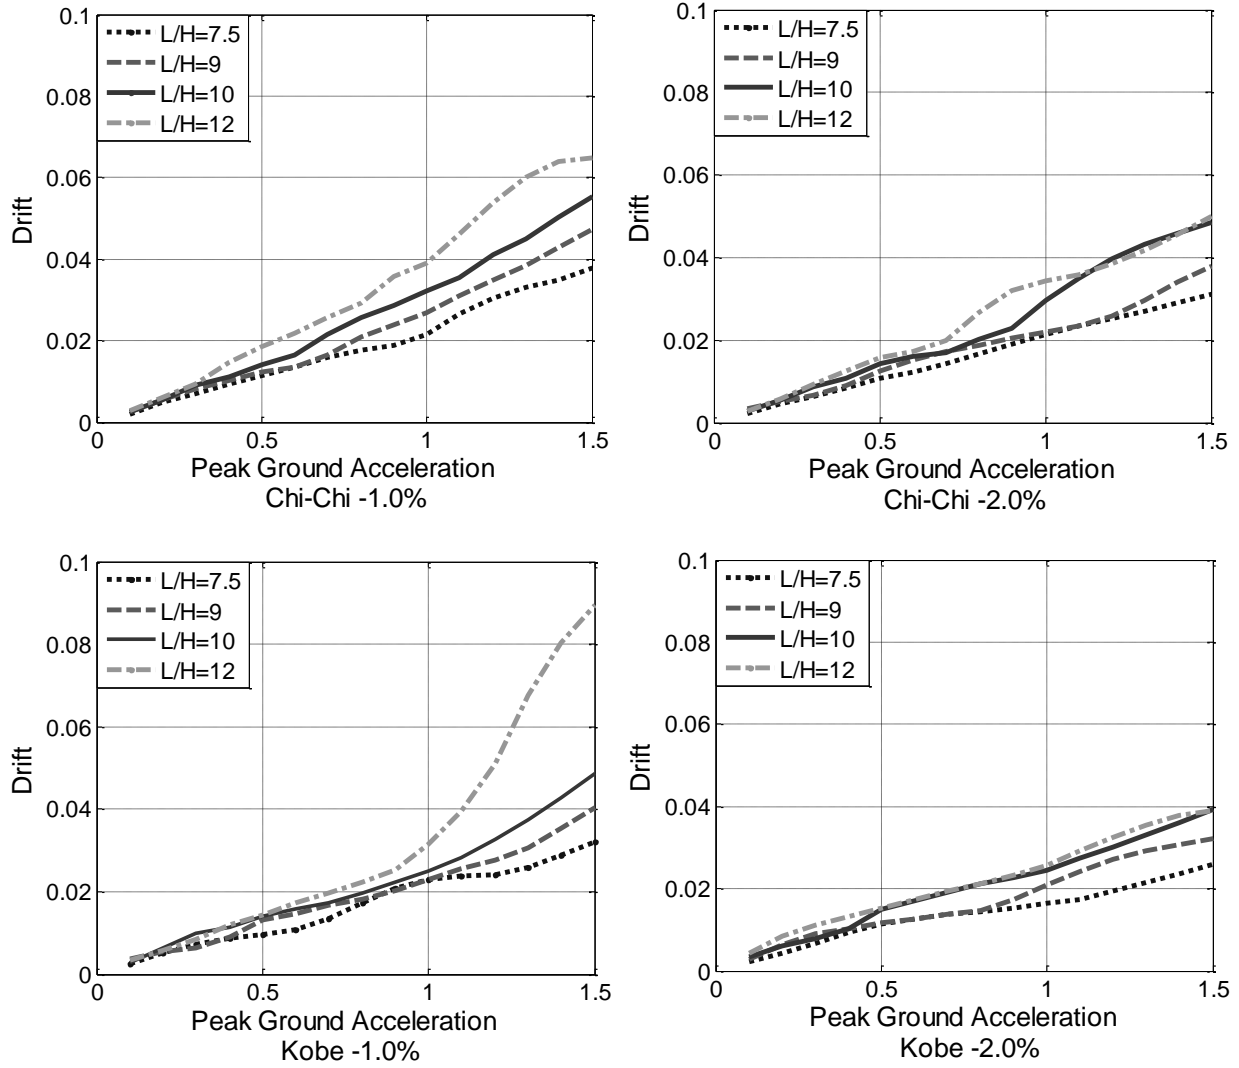 0.1
0.08
0.06
0.04
0.02
0
Drift
L/H=7.5
L/H=9
L/H=10
L/H=12
0
0.5
1
1.5
Peak Ground Acceleration
Chi-Chi -1.0%
0.1
0.08
0.06
0.04
0.02
0
Drift
L/H=7.5
L/H=9
L/H=10
L/H=12
0
0.5
1
1.5
Peak Ground Acceleration
Chi-Chi -2.0%
0.1
0.08
0.06
0.04
0.02
0
Drift
L/H=7.5
L/H=9
L/H=10
L/H=12
0
0.5
1
1.5
Peak Ground Acceleration
Kobe -1.0%
0.1
0.08
0.06
0.04
0.02
0
Drift
L/H=7.5
L/H=9
L/H=10
L/H=12
0
0.5
1
1.5
Peak Ground Acceleration
Kobe -2.0%